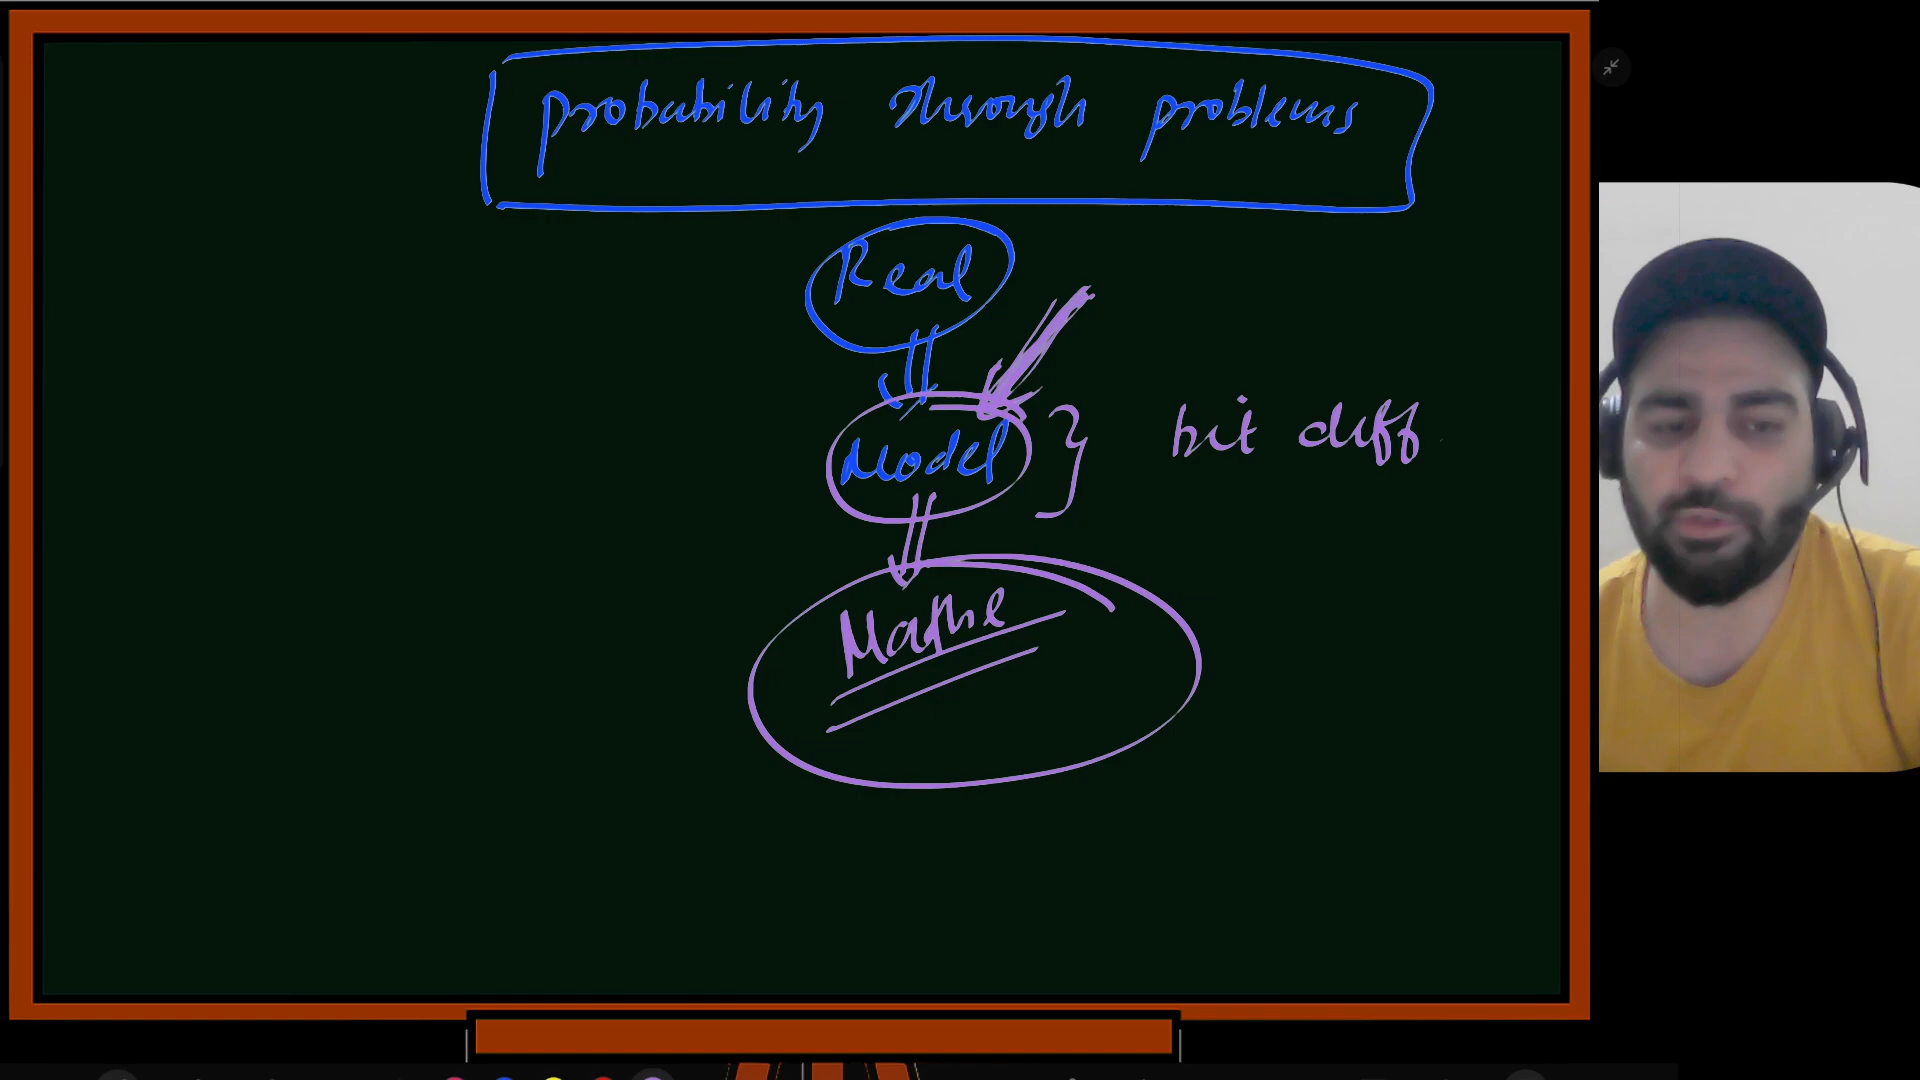 probability through problems
Real
Model
bit diff
Mathe